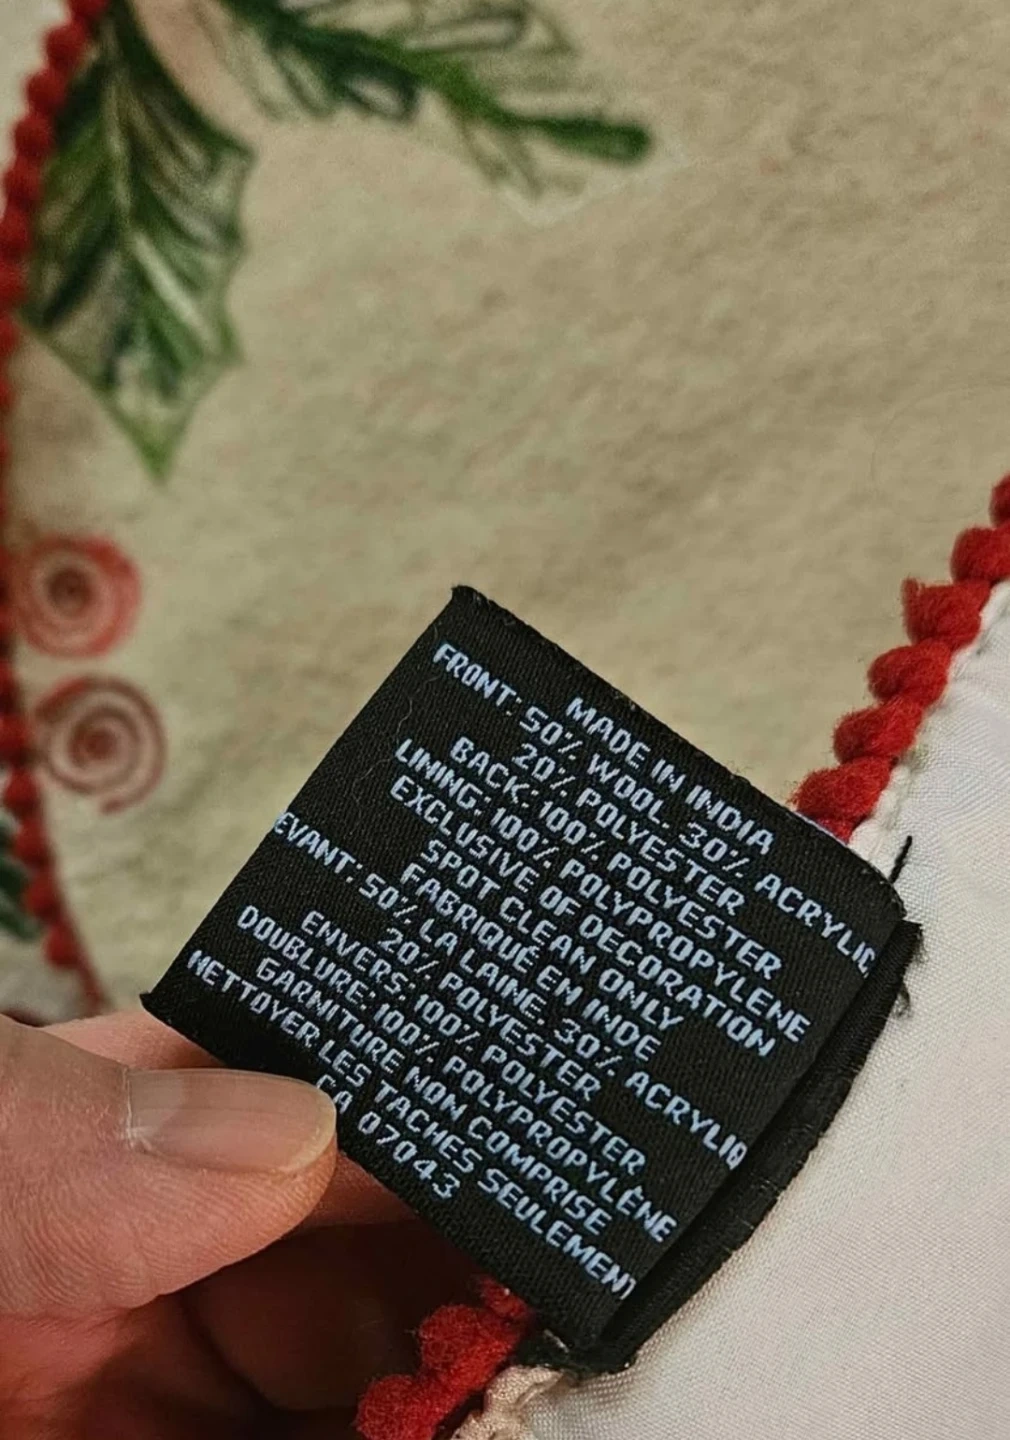 MADE IN INDIA
FRONT: 50% WOOL. 30% ACRYLIC
20% POLYESTER
BACK: 100% POLYESTER
LINING: 100% POLYPROPYLENE
EXCLUSIVE OF DECORATION
SPOT CLEAN ONLY
FABRIQUÉ EN INDE
EVANT: 50% LA LAINE. 30% ACRYLIQ
20% POLYESTER
ENVERS: 100% POLYESTER
DOUBLURE: 100% POLYPROPYLÈNE
GARNITURE NON COMPRISE
NETTOYER LES TACHES SEULEMENT
CA 07043